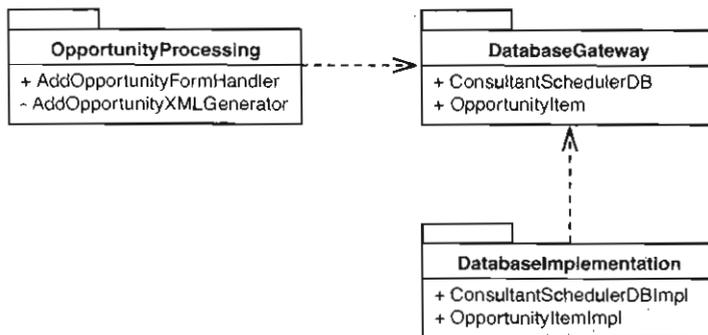 OpportunityProcessing
+ AddOpportunityFormHandler
~ AddOpportunityXMLGenerator
DatabaseGateway
+ ConsultantSchedulerDB
+ OpportunityItem
DatabaseImplementation
+ ConsultantSchedulerDBImpl
+ OpportunityItemImpl